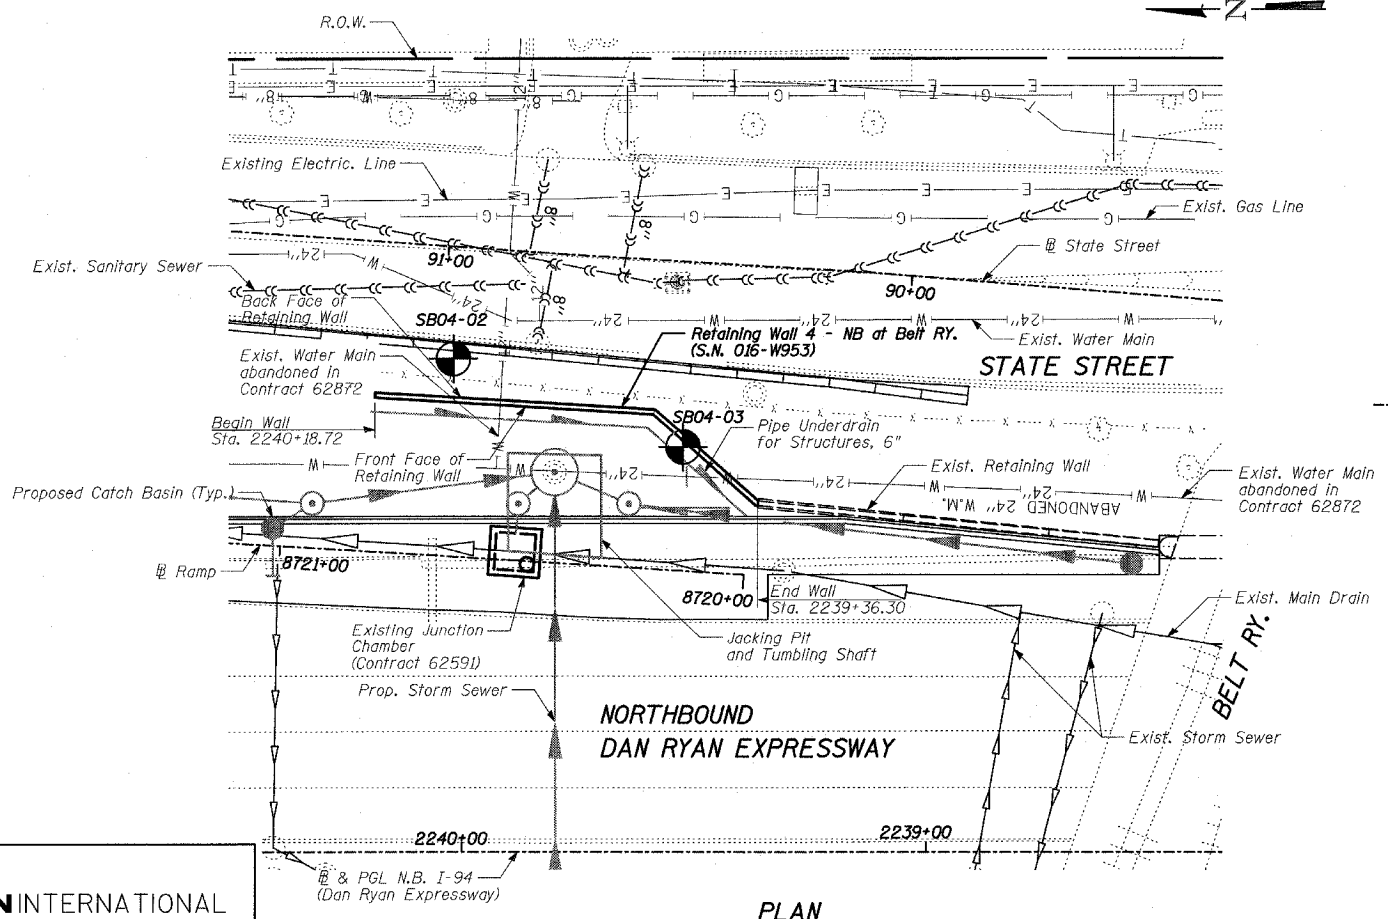 Z
R.O.W.
Existing Electric. Line
Exist. Gas Line
℄ State Street
91+00
90+00
Exist. Sanitary Sewer
Back Face of
Retaining Wall
SB04-02
Exist. Water Main
abandoned in
Contract 62872
Retaining Wall 4 - NB at Belt RY.
(S.N. 016-W953)
Exist. Water Main
STATE STREET
Begin Wall
Sta. 2240+18.72
SB04-03
Pipe Underdrain
for Structures, 6"
Front Face of
Retaining Wall
Exist. Retaining Wall
ABANDONED 24" W.M.
Exist. Water Main
abandoned in
Contract 62872
Proposed Catch Basin (Typ.)
℄ Ramp
8721+00
8720+00
End Wall
Sta. 2239+36.30
Existing Junction
Chamber
(Contract 62591)
Jacking Pit
and Tumbling Shaft
Exist. Main Drain
BELT RY.
Prop. Storm Sewer
NORTHBOUND
DAN RYAN EXPRESSWAY
Exist. Storm Sewer
2240+00
2239+00
℄ & PGL N.B. I-94
(Dan Ryan Expressway)
N INTERNATIONAL
PLAN